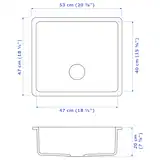 53 cm (20 ⅞ ")
47 cm (18 ½ ")
40 cm (15 ¾ ")
47 cm (18 ½ ")
20 cm
(7 ⅞ ")